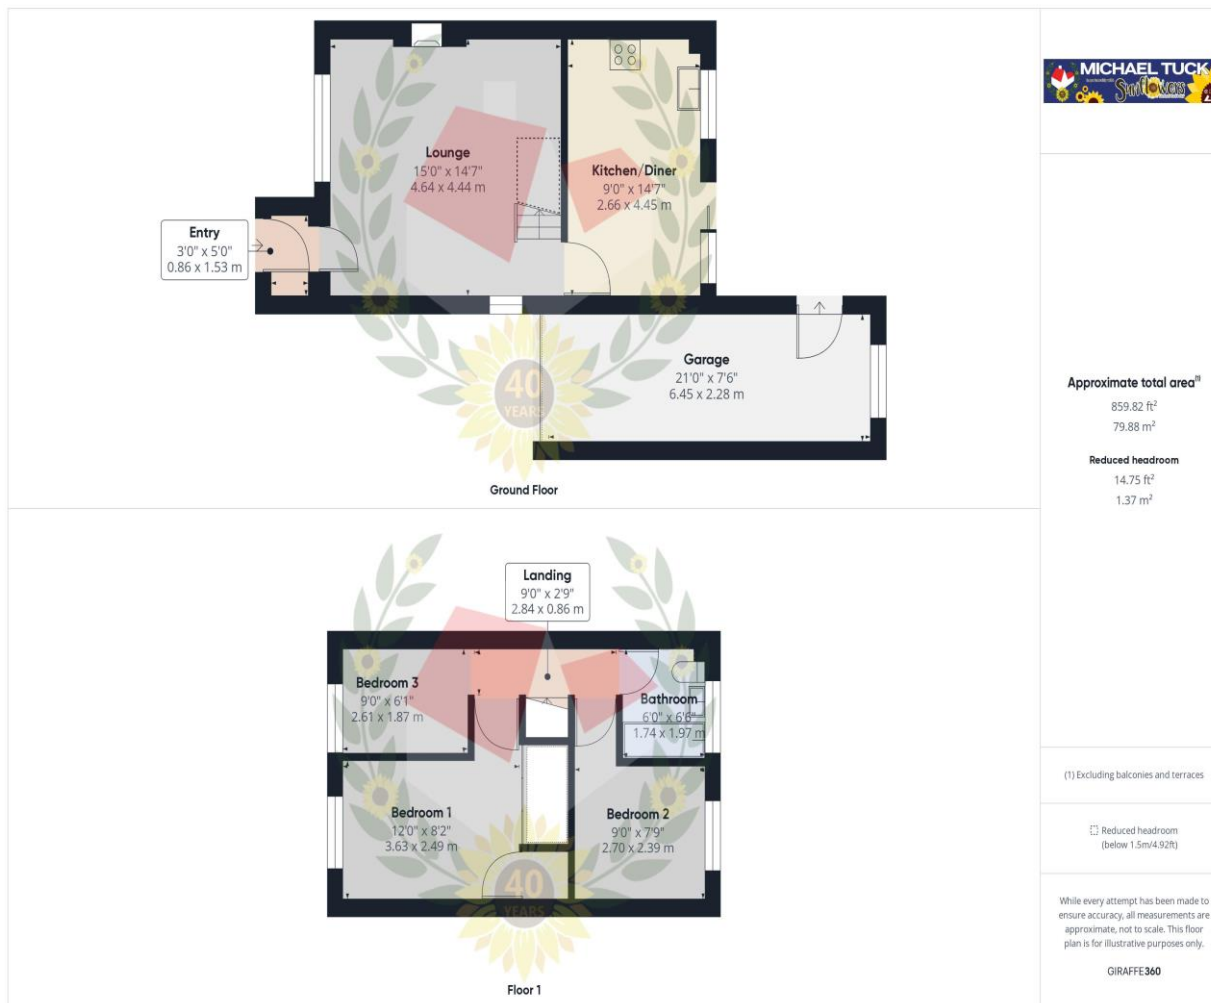 MICHAEL TUCK
Sunflowers
Lounge
15'0" x 14'7"
4.64 x 4.44 m
Kitchen/Diner
9'0" x 14'7"
2.66 x 4.45 m
Entry
3'0" x 5'0"
0.86 x 1.53 m
Garage
21'0" x 7'6"
6.45 x 2.28 m
40
YEARS
Ground Floor
Approximate total area(1)
859.82 ft²
79.88 m²
Reduced headroom
14.75 ft²
1.37 m²
Landing
9'0" x 2'9"
2.84 x 0.86 m
Bedroom 3
9'0" x 6'1"
2.61 x 1.87 m
Bathroom
6'0" x 6'6"
1.74 x 1.97 m
Bedroom 1
12'0" x 8'2"
3.63 x 2.49 m
Bedroom 2
9'0" x 7'9"
2.70 x 2.39 m
40
YEARS
Floor 1
(1) Excluding balconies and terraces
Reduced headroom
(below 1.5m/4.92ft)
While every attempt has been made to
ensure accuracy, all measurements are
approximate, not to scale. This floor
plan is for illustrative purposes only.
GIRAFFE360